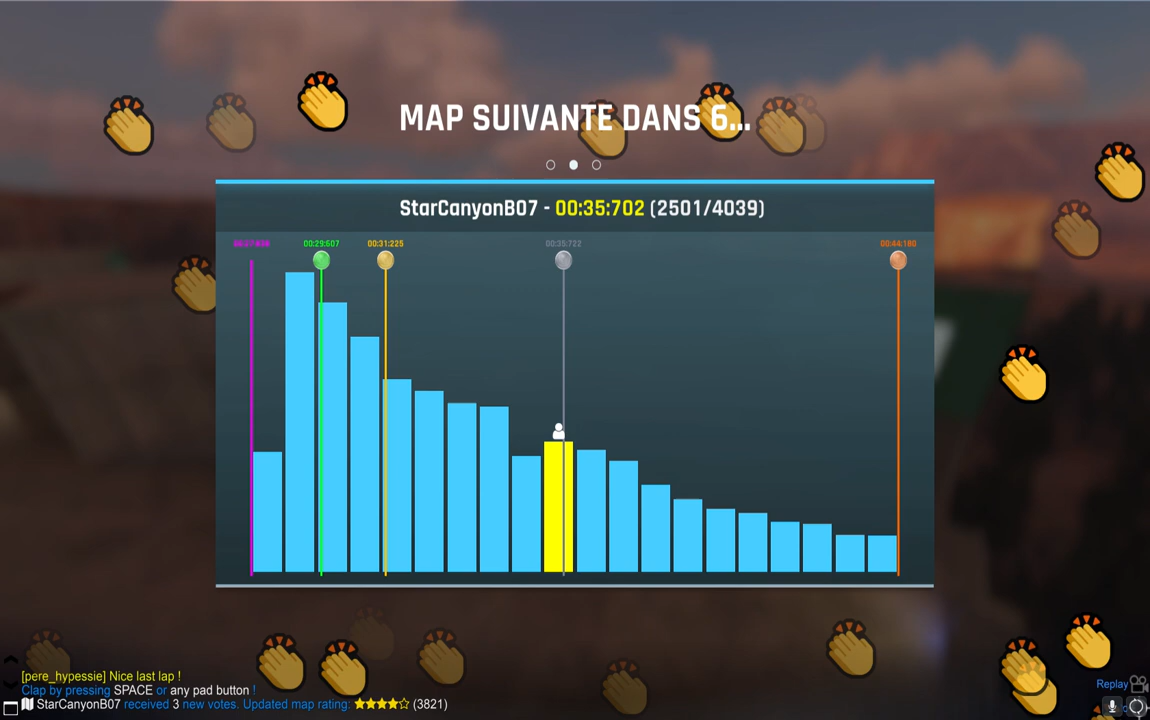 MAP SUIVANTE DANS 6...
StarCanyonB07 - 00:35:702 (2501/4039)
00:29:607 00:31:225 00:35:722 00:44:180
[pere_hypessie] Nice last lap !
Clap by pressing SPACE or any pad button !
StarCanyonB07 received 3 new votes. Updated map rating: ★★★★☆ (3821)
Replay